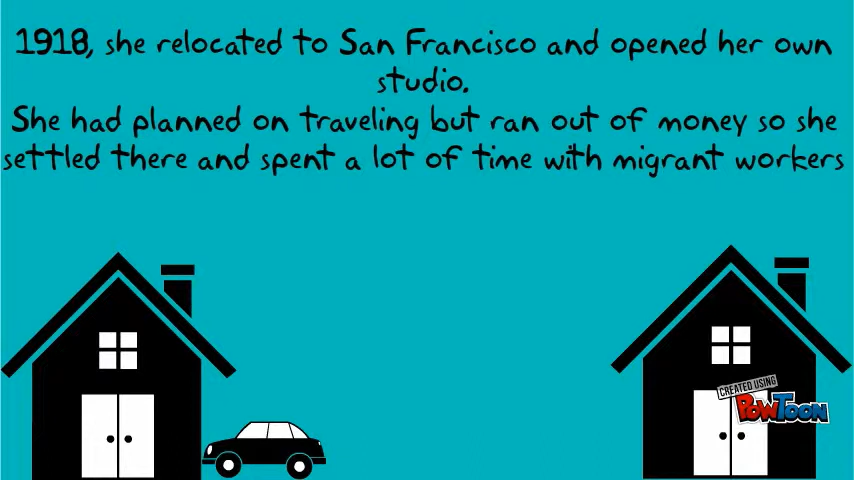 1918, she relocated to San Francisco and opened her own
studio.
She had planned on traveling but ran out of money so she
settled there and spent a lot of time with migrant workers
CREATED USING
POWTOON